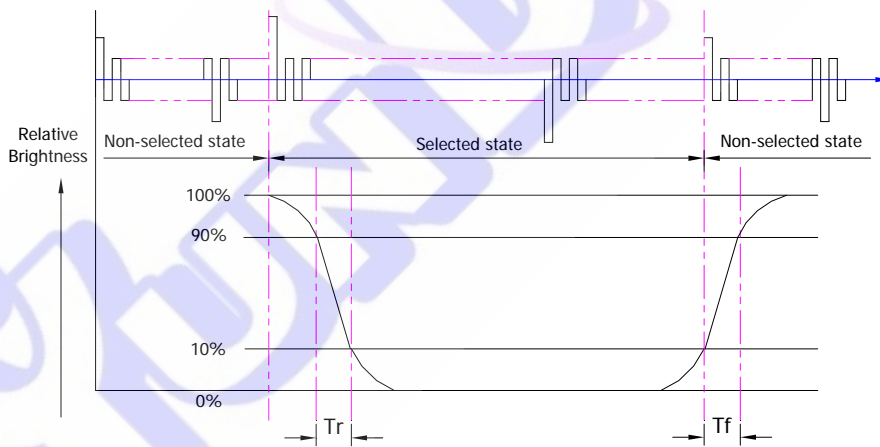 Relative
Brightness
Non-selected state
Selected state
Non-selected state
100%
90%
10%
0%
Tr
Tf